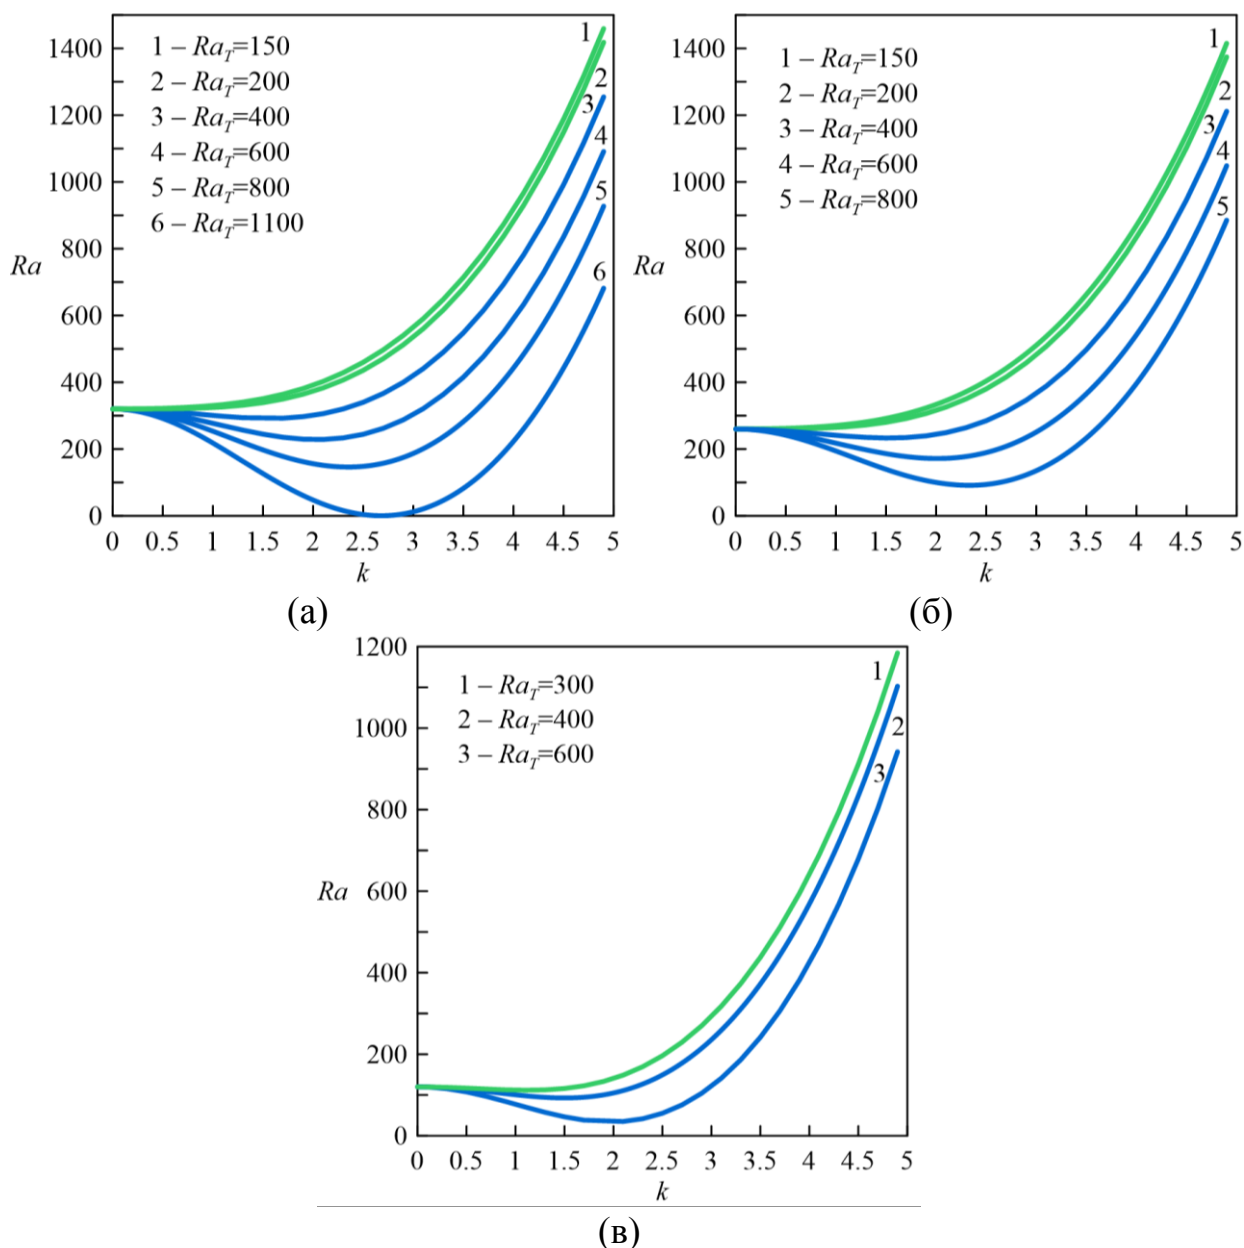 1 – Ra_T=150
2 – Ra_T=200
3 – Ra_T=400
4 – Ra_T=600
5 – Ra_T=800
6 – Ra_T=1100
1
2
3
4
5
6
1400
1200
1000
800
600
400
200
0
Ra
0 0.5 1 1.5 2 2.5 3 3.5 4 4.5 5
k
(а)
1 – Ra_T=150
2 – Ra_T=200
3 – Ra_T=400
4 – Ra_T=600
5 – Ra_T=800
1
2
3
4
5
1400
1200
1000
800
600
400
200
0
Ra
0 0.5 1 1.5 2 2.5 3 3.5 4 4.5 5
k
(б)
1 – Ra_T=300
2 – Ra_T=400
3 – Ra_T=600
1
2
3
1200
1000
800
600
400
200
0
Ra
0 0.5 1 1.5 2 2.5 3 3.5 4 4.5 5
k
(в)